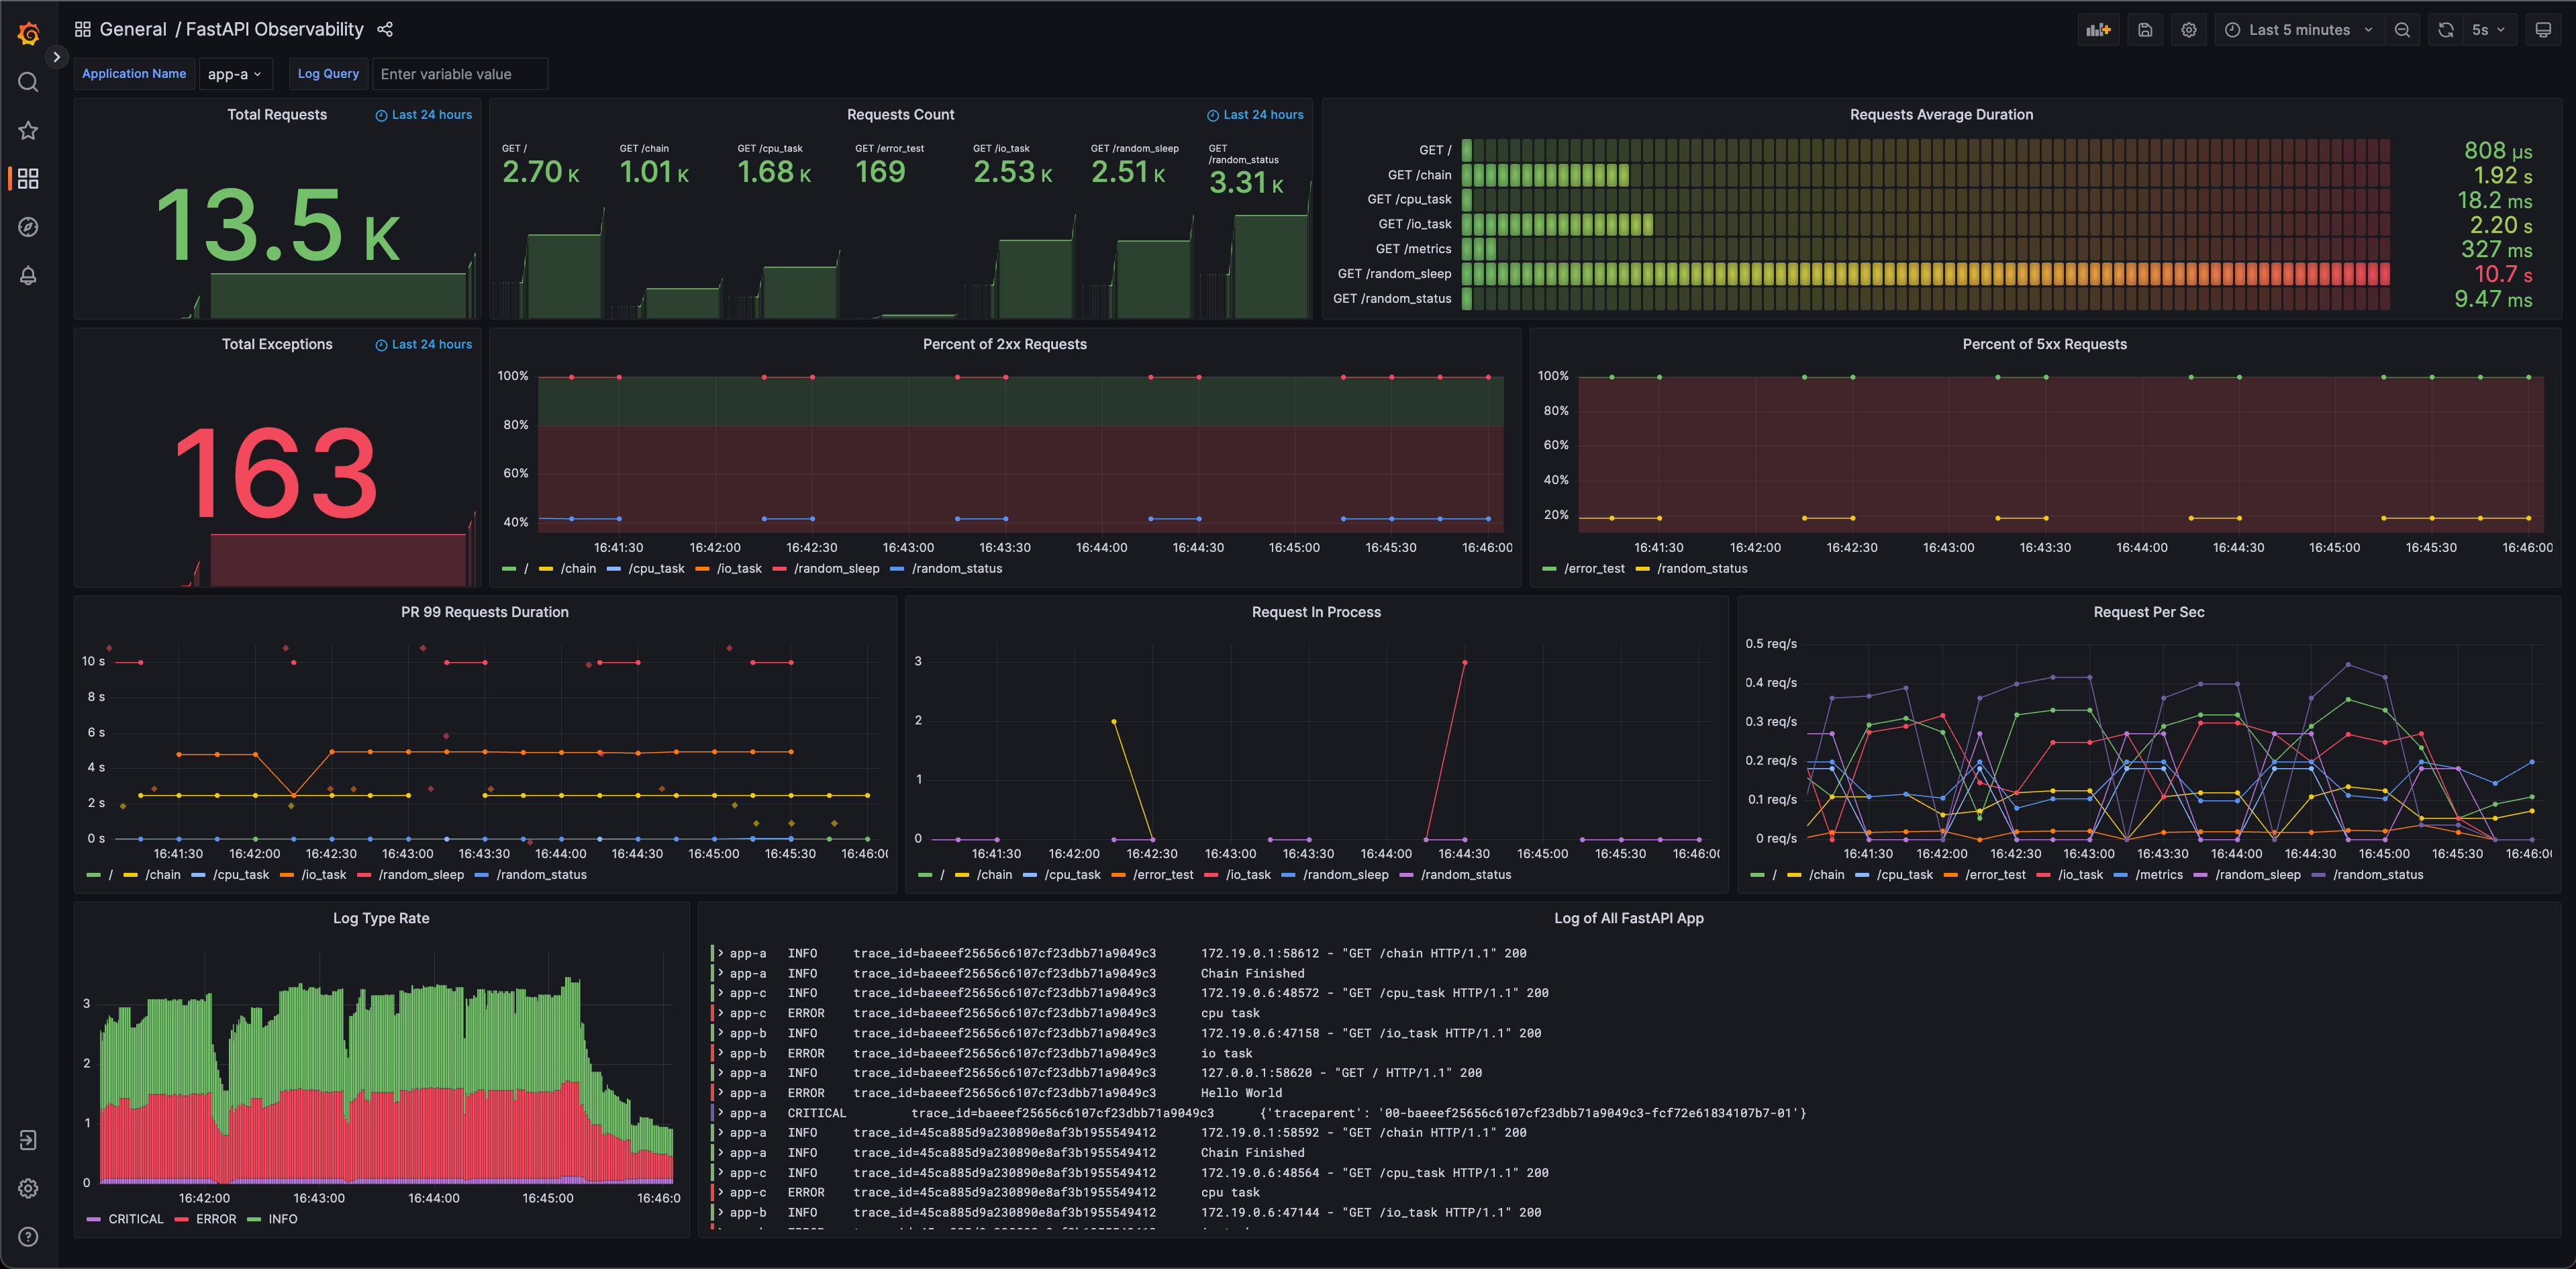 General / FastAPI Observability
Last 5 minutes
5s
Application Name
app-a
Log Query
Enter variable value
Total Requests
Last 24 hours
13.5 K
Requests Count
Last 24 hours
GET /
2.70 K
GET /chain
1.01 K
GET /cpu_task
1.68 K
GET /error_test
169
GET /io_task
2.53 K
GET /random_sleep
2.51 K
GET
/random_status
3.31 K
Requests Average Duration
GET / 808 µs
GET /chain 1.92 s
GET /cpu_task 18.2 ms
GET /io_task 2.20 s
GET /metrics 327 ms
GET /random_sleep 10.7 s
GET /random_status 9.47 ms
Total Exceptions
Last 24 hours
163
Percent of 2xx Requests
100%
80%
60%
40%
16:41:30 16:42:00 16:42:30 16:43:00 16:43:30 16:44:00 16:44:30 16:45:00 16:45:30 16:46:00
/ /chain /cpu_task /io_task /random_sleep /random_status
Percent of 5xx Requests
100%
80%
60%
40%
20%
16:41:30 16:42:00 16:42:30 16:43:00 16:43:30 16:44:00 16:44:30 16:45:00 16:45:30 16:46:00
/error_test /random_status
PR 99 Requests Duration
10 s
8 s
6 s
4 s
2 s
0 s
16:41:30 16:42:00 16:42:30 16:43:00 16:43:30 16:44:00 16:44:30 16:45:00 16:45:30 16:46:0
/ /chain /cpu_task /io_task /random_sleep /random_status
Request In Process
3
2
1
0
16:41:30 16:42:00 16:42:30 16:43:00 16:43:30 16:44:00 16:44:30 16:45:00 16:45:30 16:46:0
/ /chain /cpu_task /error_test /io_task /random_sleep /random_status
Request Per Sec
0.5 req/s
0.4 req/s
0.3 req/s
0.2 req/s
0.1 req/s
0 req/s
16:41:30 16:42:00 16:42:30 16:43:00 16:43:30 16:44:00 16:44:30 16:45:00 16:45:30 16:46:0
/ /chain /cpu_task /error_test /io_task /metrics /random_sleep /random_status
Log Type Rate
3
2
1
0
16:42:00 16:43:00 16:44:00 16:45:00 16:46:0
CRITICAL ERROR INFO
Log of All FastAPI App
app-a INFO trace_id=baeeef25656c6107cf23dbb71a9049c3 172.19.0.1:58612 - "GET /chain HTTP/1.1" 200
app-a INFO trace_id=baeeef25656c6107cf23dbb71a9049c3 Chain Finished
app-c INFO trace_id=baeeef25656c6107cf23dbb71a9049c3 172.19.0.6:48572 - "GET /cpu_task HTTP/1.1" 200
app-c ERROR trace_id=baeeef25656c6107cf23dbb71a9049c3 cpu task
app-b INFO trace_id=baeeef25656c6107cf23dbb71a9049c3 172.19.0.6:47158 - "GET /io_task HTTP/1.1" 200
app-b ERROR trace_id=baeeef25656c6107cf23dbb71a9049c3 io task
app-a INFO trace_id=baeeef25656c6107cf23dbb71a9049c3 127.0.0.1:58620 - "GET / HTTP/1.1" 200
app-a ERROR trace_id=baeeef25656c6107cf23dbb71a9049c3 Hello World
app-a CRITICAL trace_id=baeeef25656c6107cf23dbb71a9049c3 {'traceparent': '00-baeeef25656c6107cf23dbb71a9049c3-fcf72e61834107b7-01'}
app-a INFO trace_id=45ca885d9a230890e8af3b1955549412 172.19.0.1:58592 - "GET /chain HTTP/1.1" 200
app-a INFO trace_id=45ca885d9a230890e8af3b1955549412 Chain Finished
app-c INFO trace_id=45ca885d9a230890e8af3b1955549412 172.19.0.6:48564 - "GET /cpu_task HTTP/1.1" 200
app-c ERROR trace_id=45ca885d9a230890e8af3b1955549412 cpu task
app-b INFO trace_id=45ca885d9a230890e8af3b1955549412 172.19.0.6:47144 - "GET /io_task HTTP/1.1" 200